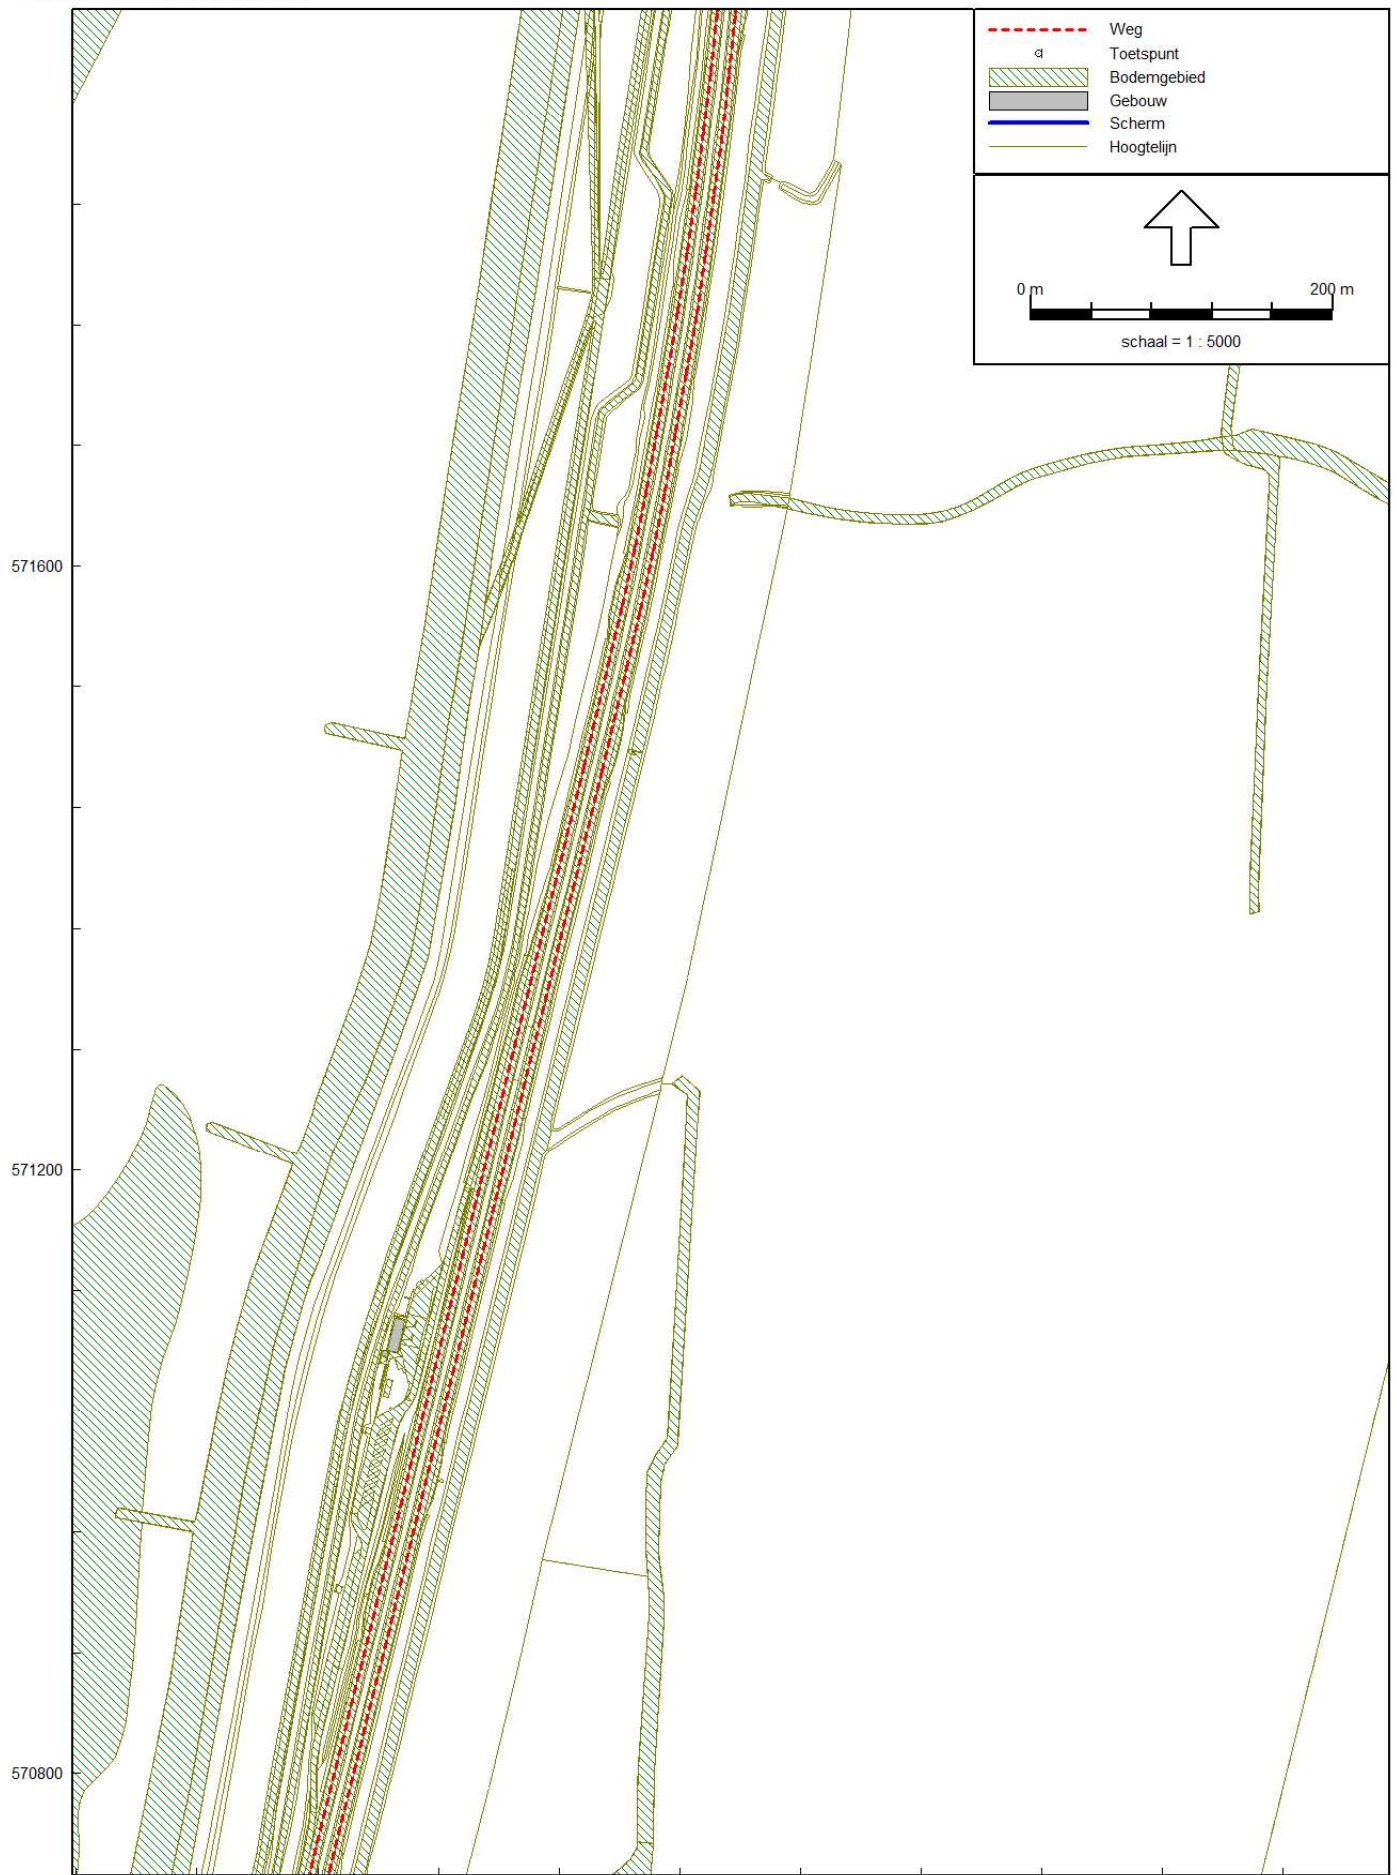 Weg
Toetspunt
Bodemgebied
Gebouw
Scherm
Hoogtelijn
0 m 200 m
schaal = 1 : 5000
571600
571200
570800